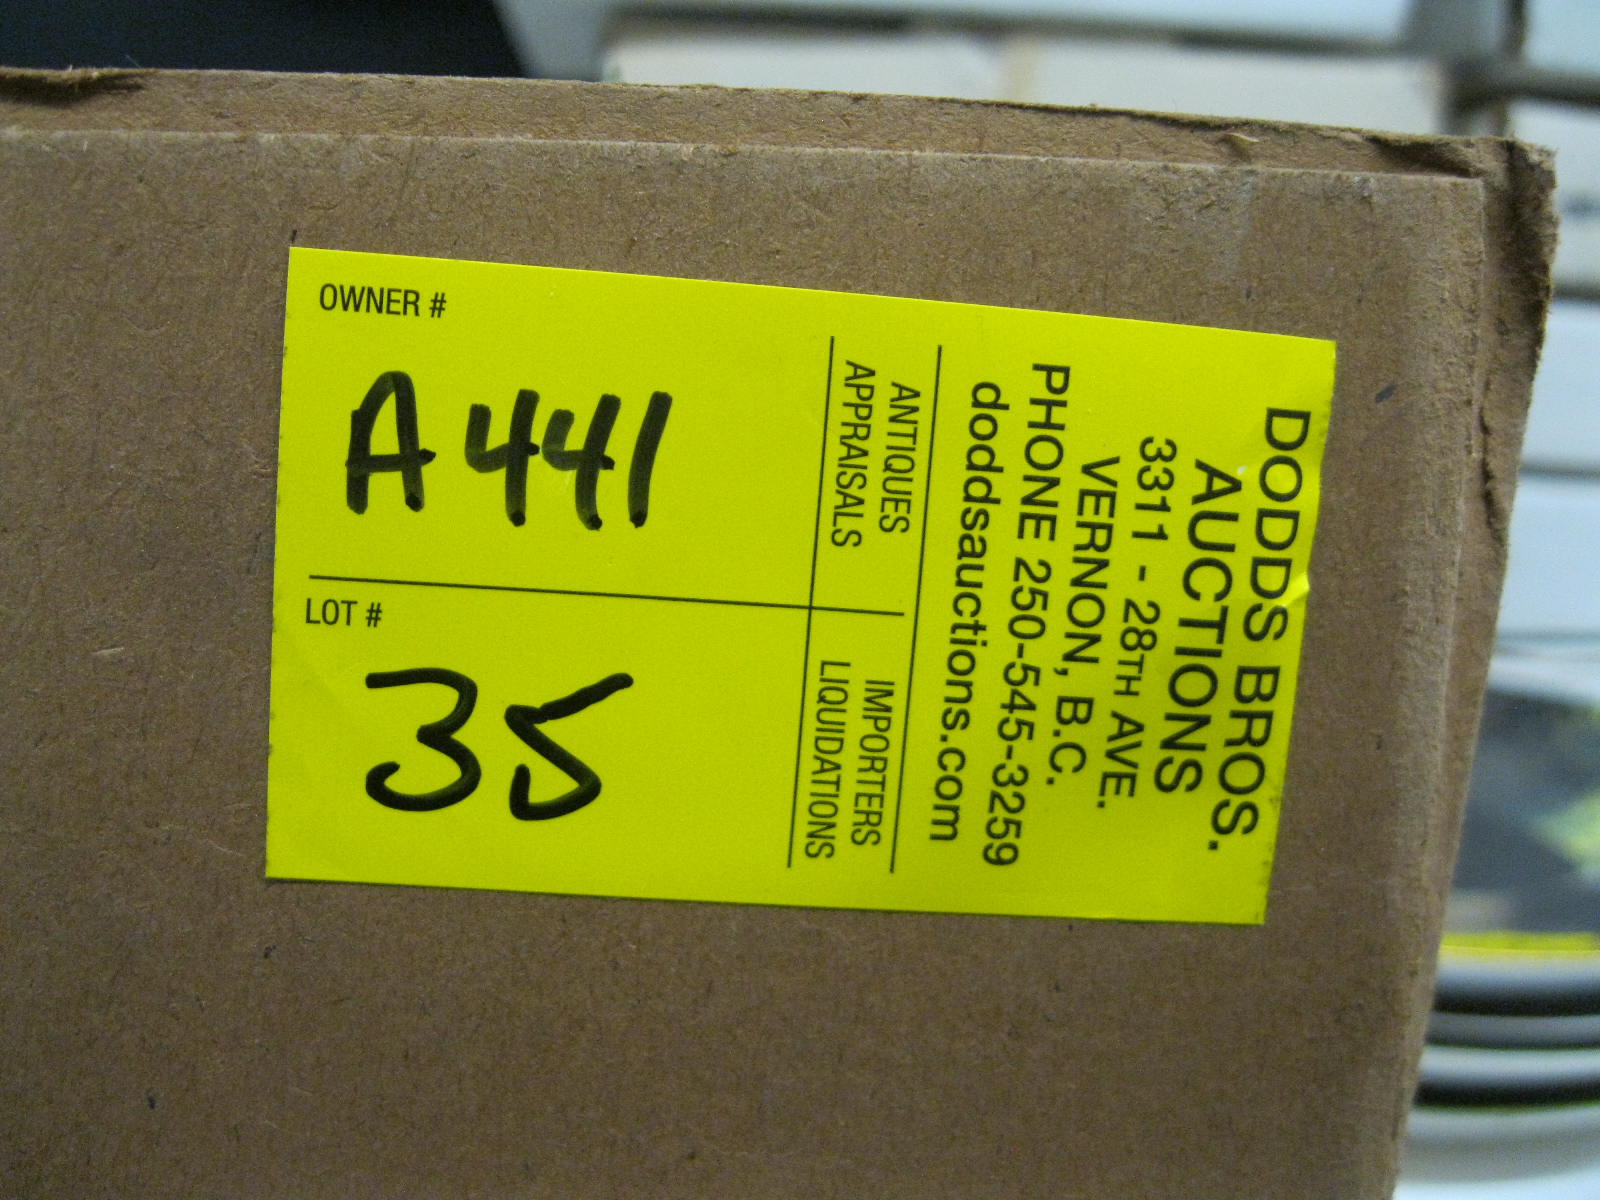 DODDS BROS.
AUCTIONS
3311 - 28TH AVE.
VERNON, B.C.
PHONE 250-545-3259
doddsauctions.com
ANTIQUES
APPRAISALS
IMPORTERS
LIQUIDATIONS
OWNER #
A441
LOT #
35